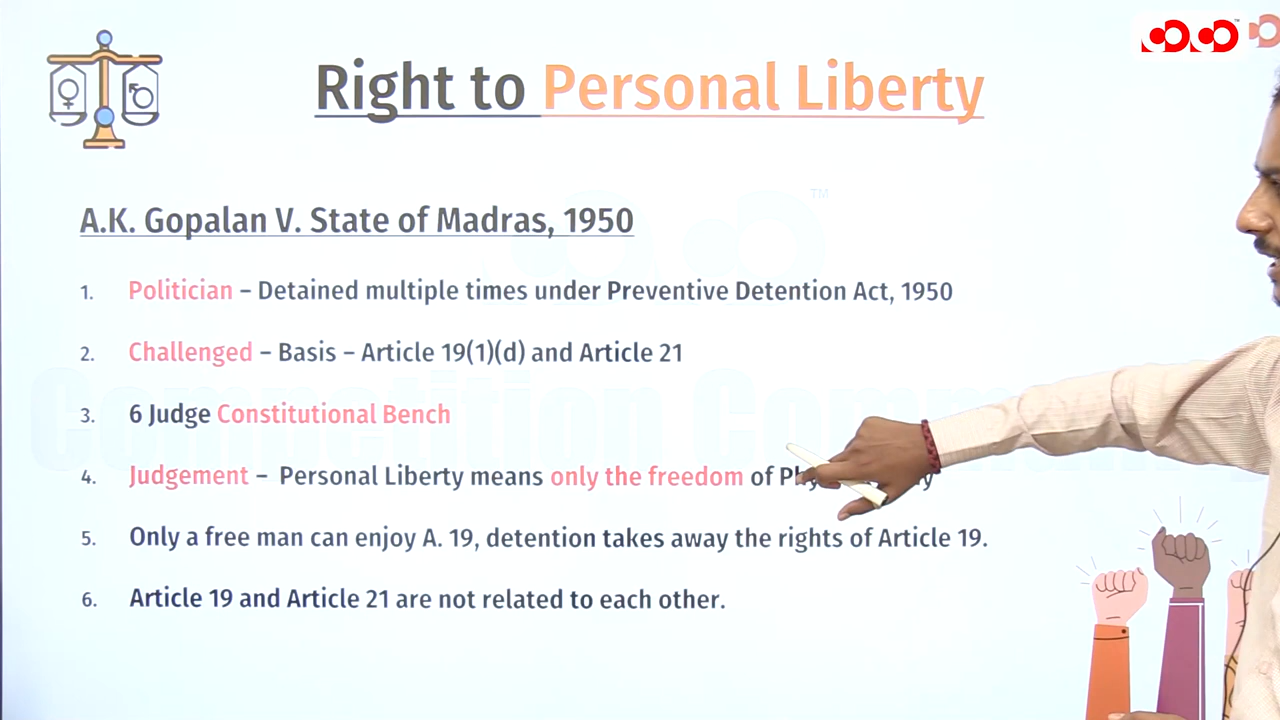 Right to Personal Liberty
TM
A.K. Gopalan V. State of Madras, 1950
1. Politician – Detained multiple times under Preventive Detention Act, 1950
2. Challenged – Basis – Article 19(1)(d) and Article 21
3. 6 Judge Constitutional Bench
4. Judgement – Personal Liberty means only the freedom of
5. Only a free man can enjoy A. 19, detention takes away the rights of Article 19.
6. Article 19 and Article 21 are not related to each other.